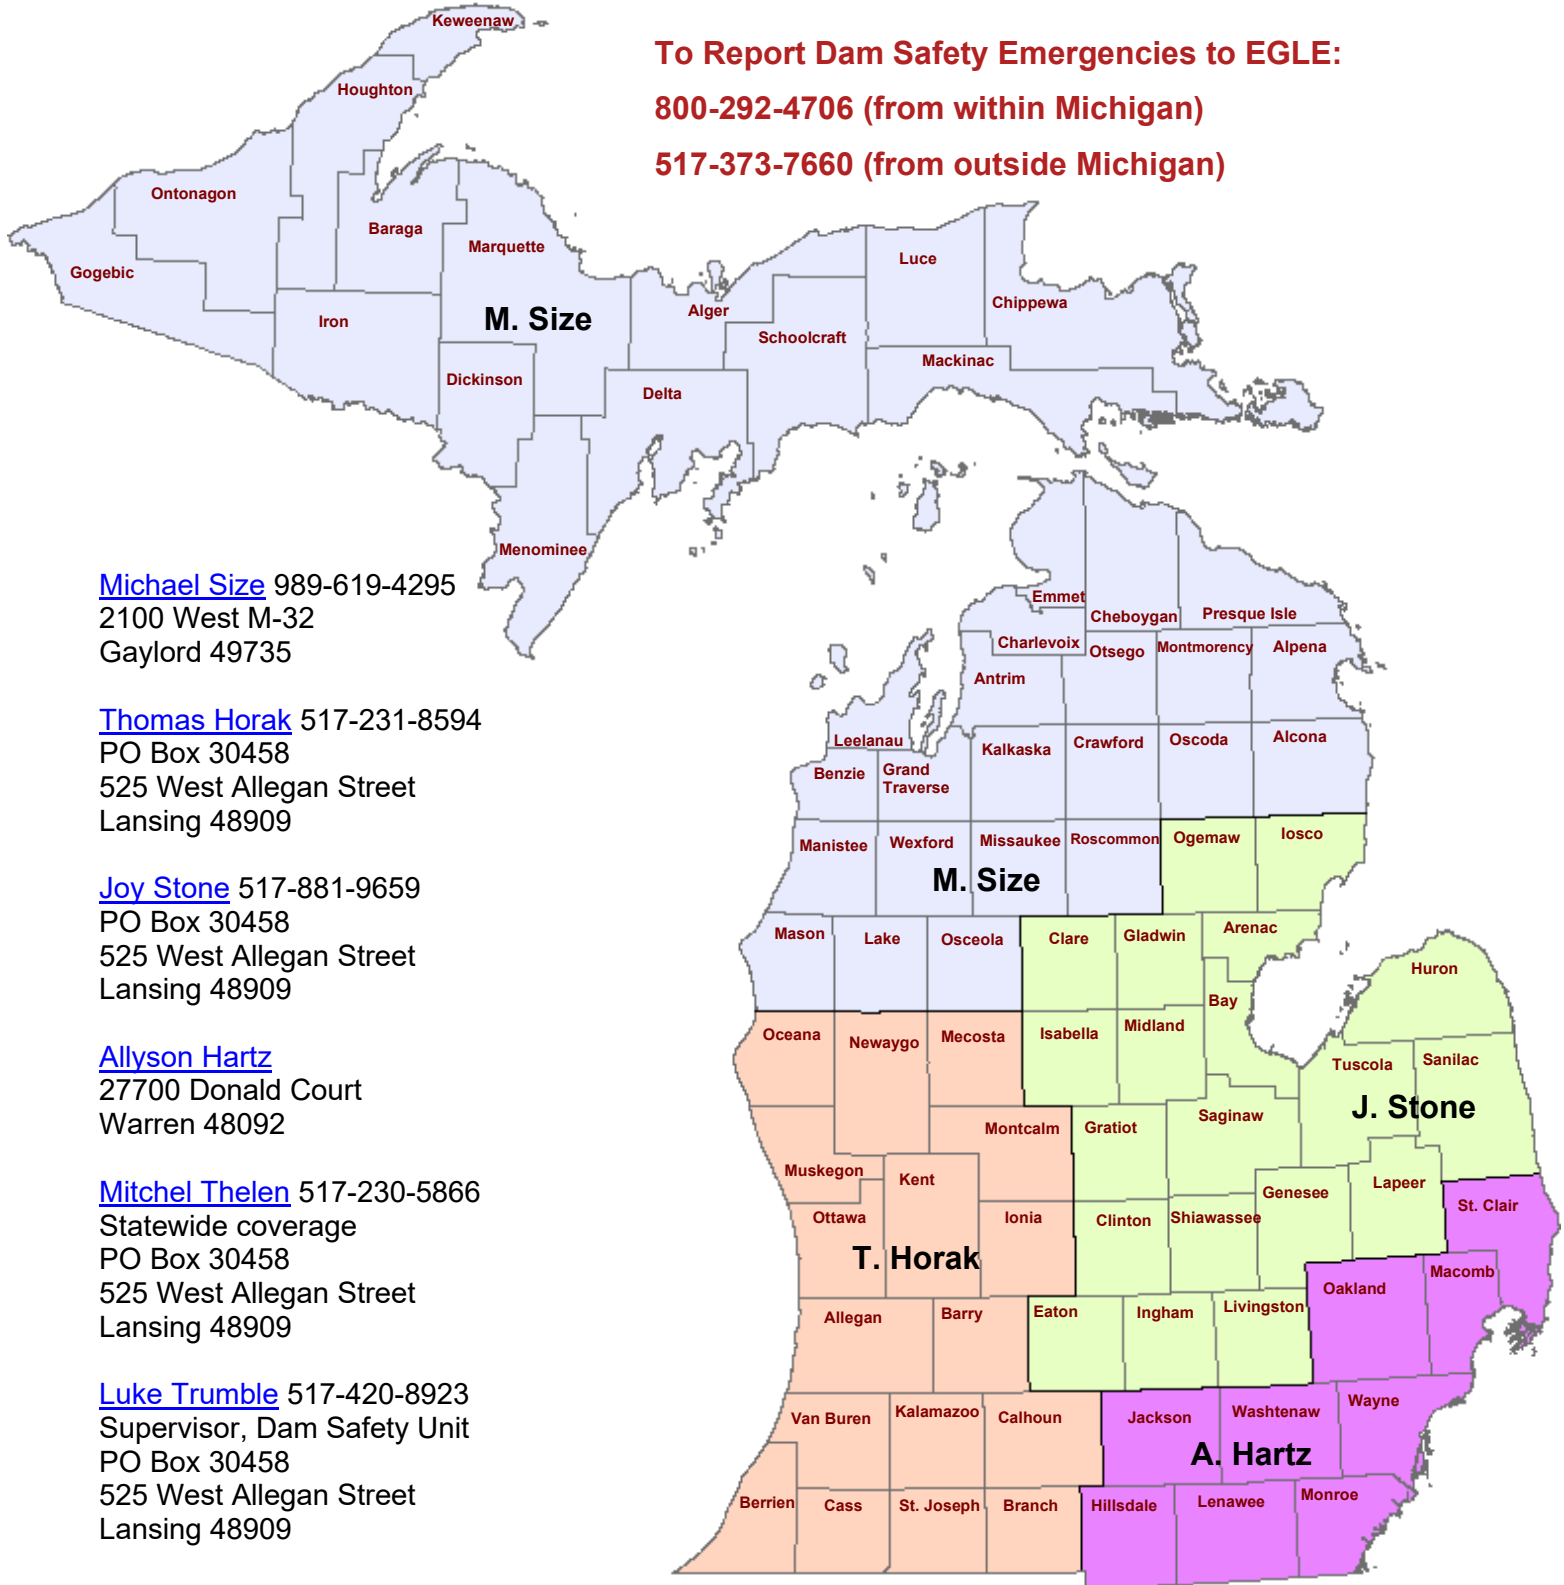 Keweenaw
To Report Dam Safety Emergencies to EGLE:
800-292-4706 (from within Michigan)
517-373-7660 (from outside Michigan)
Houghton
Ontonagon
Baraga
Marquette
Gogebic
Luce
Chippewa
Iron
M. Size
Alger
Schoolcraft
Mackinac
Dickinson
Delta
Menominee
Michael Size 989-619-4295
2100 West M-32
Gaylord 49735
Thomas Horak 517-231-8594
PO Box 30458
525 West Allegan Street
Lansing 48909
Joy Stone 517-881-9659
PO Box 30458
525 West Allegan Street
Lansing 48909
Allyson Hartz
27700 Donald Court
Warren 48092
Mitchel Thelen 517-230-5866
Statewide coverage
PO Box 30458
525 West Allegan Street
Lansing 48909
Luke Trumble 517-420-8923
Supervisor, Dam Safety Unit
PO Box 30458
525 West Allegan Street
Lansing 48909
Emmet
Cheboygan
Presque Isle
Charlevoix
Otsego
Montmorency
Alpena
Antrim
Leelanau
Kalkaska
Crawford
Oscoda
Alcona
Benzie
Grand
Traverse
Manistee
Wexford
Missaukee
Roscommon
Ogemaw
Iosco
M. Size
Mason
Lake
Osceola
Clare
Gladwin
Arenac
Huron
Bay
Oceana
Newaygo
Mecosta
Isabella
Midland
Tuscola
Sanilac
J. Stone
Montcalm
Gratiot
Saginaw
Muskegon
Kent
Genesee
Lapeer
St. Clair
Ottawa
Ionia
Clinton
Shiawassee
T. Horak
Oakland
Macomb
Allegan
Barry
Eaton
Ingham
Livingston
Van Buren
Kalamazoo
Calhoun
Jackson
Washtenaw
Wayne
A. Hartz
Berrien
Cass
St. Joseph
Branch
Hillsdale
Lenawee
Monroe